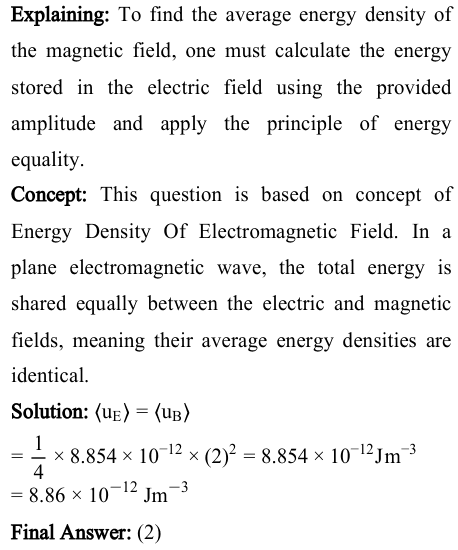 Explaining: To find the average energy density of
the magnetic field, one must calculate the energy
stored in the electric field using the provided
amplitude and apply the principle of energy
equality.
Concept: This question is based on concept of
Energy Density Of Electromagnetic Field. In a
plane electromagnetic wave, the total energy is
shared equally between the electric and magnetic
fields, meaning their average energy densities are
identical.
Solution: ⟨u_E⟩ = ⟨u_B⟩
= 1/4 × 8.854 × 10⁻¹² × (2)² = 8.854 × 10⁻¹²Jm⁻³
= 8.86 × 10⁻¹² Jm⁻³
Final Answer: (2)